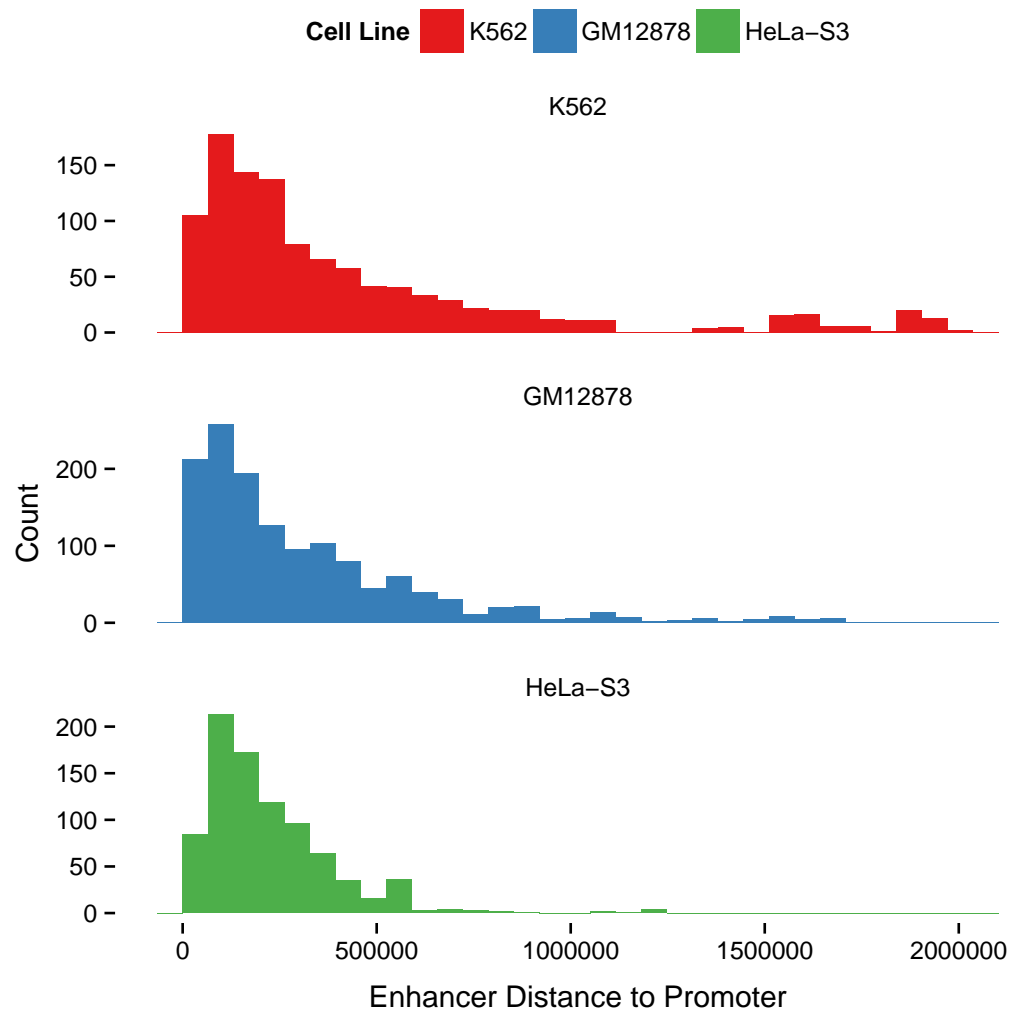 Cell Line K562 GM12878 HeLa−S3
K562
150
100
50
0
GM12878
200
100
0
Count
HeLa−S3
200
150
100
50
0
0 500000 1000000 1500000 2000000
Enhancer Distance to Promoter